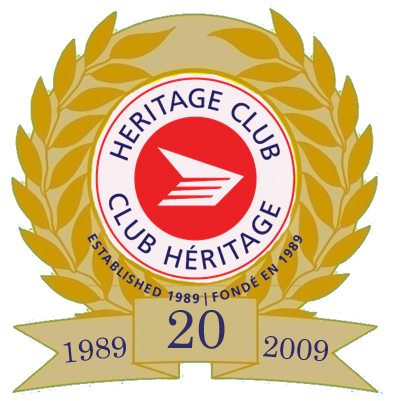 HERITAGE CLUB
CLUB HÉRITAGE
ESTABLISHED 1989 | FONDÉ EN 1989
1989
20
2009